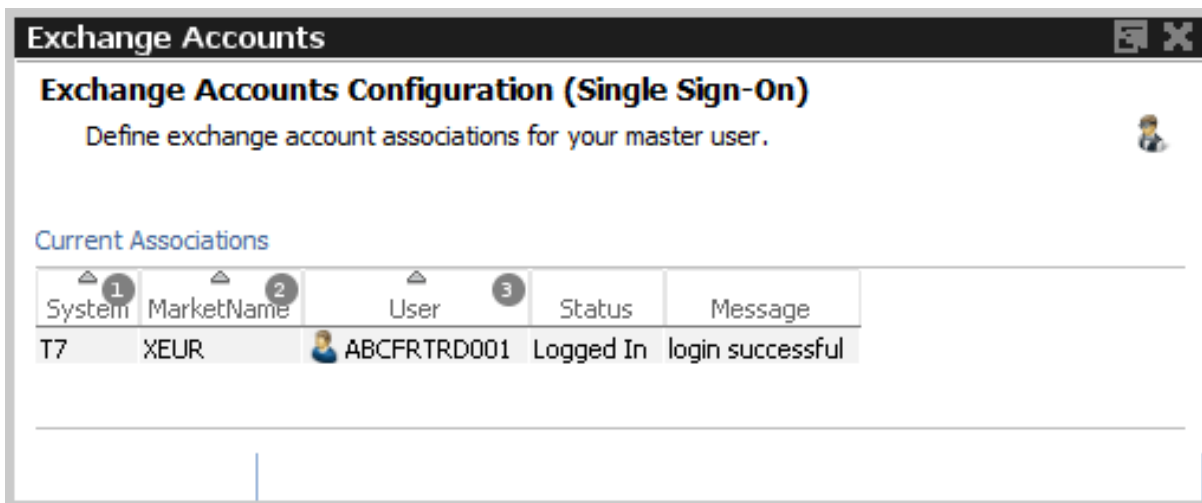 Exchange Accounts
Exchange Accounts Configuration (Single Sign-On)
Define exchange account associations for your master user.
Current Associations
1 2 3
System MarketName User Status Message
T7 XEUR ABCFRTRD001 Logged In login successful